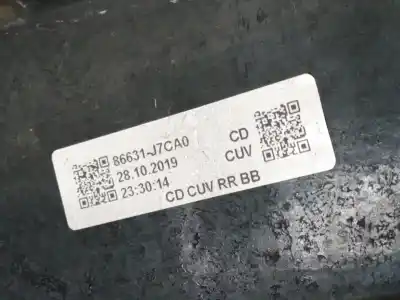 86631-J7CA0
28.10.2019
23:30:14
CD
CUV
CD CUV RR BB